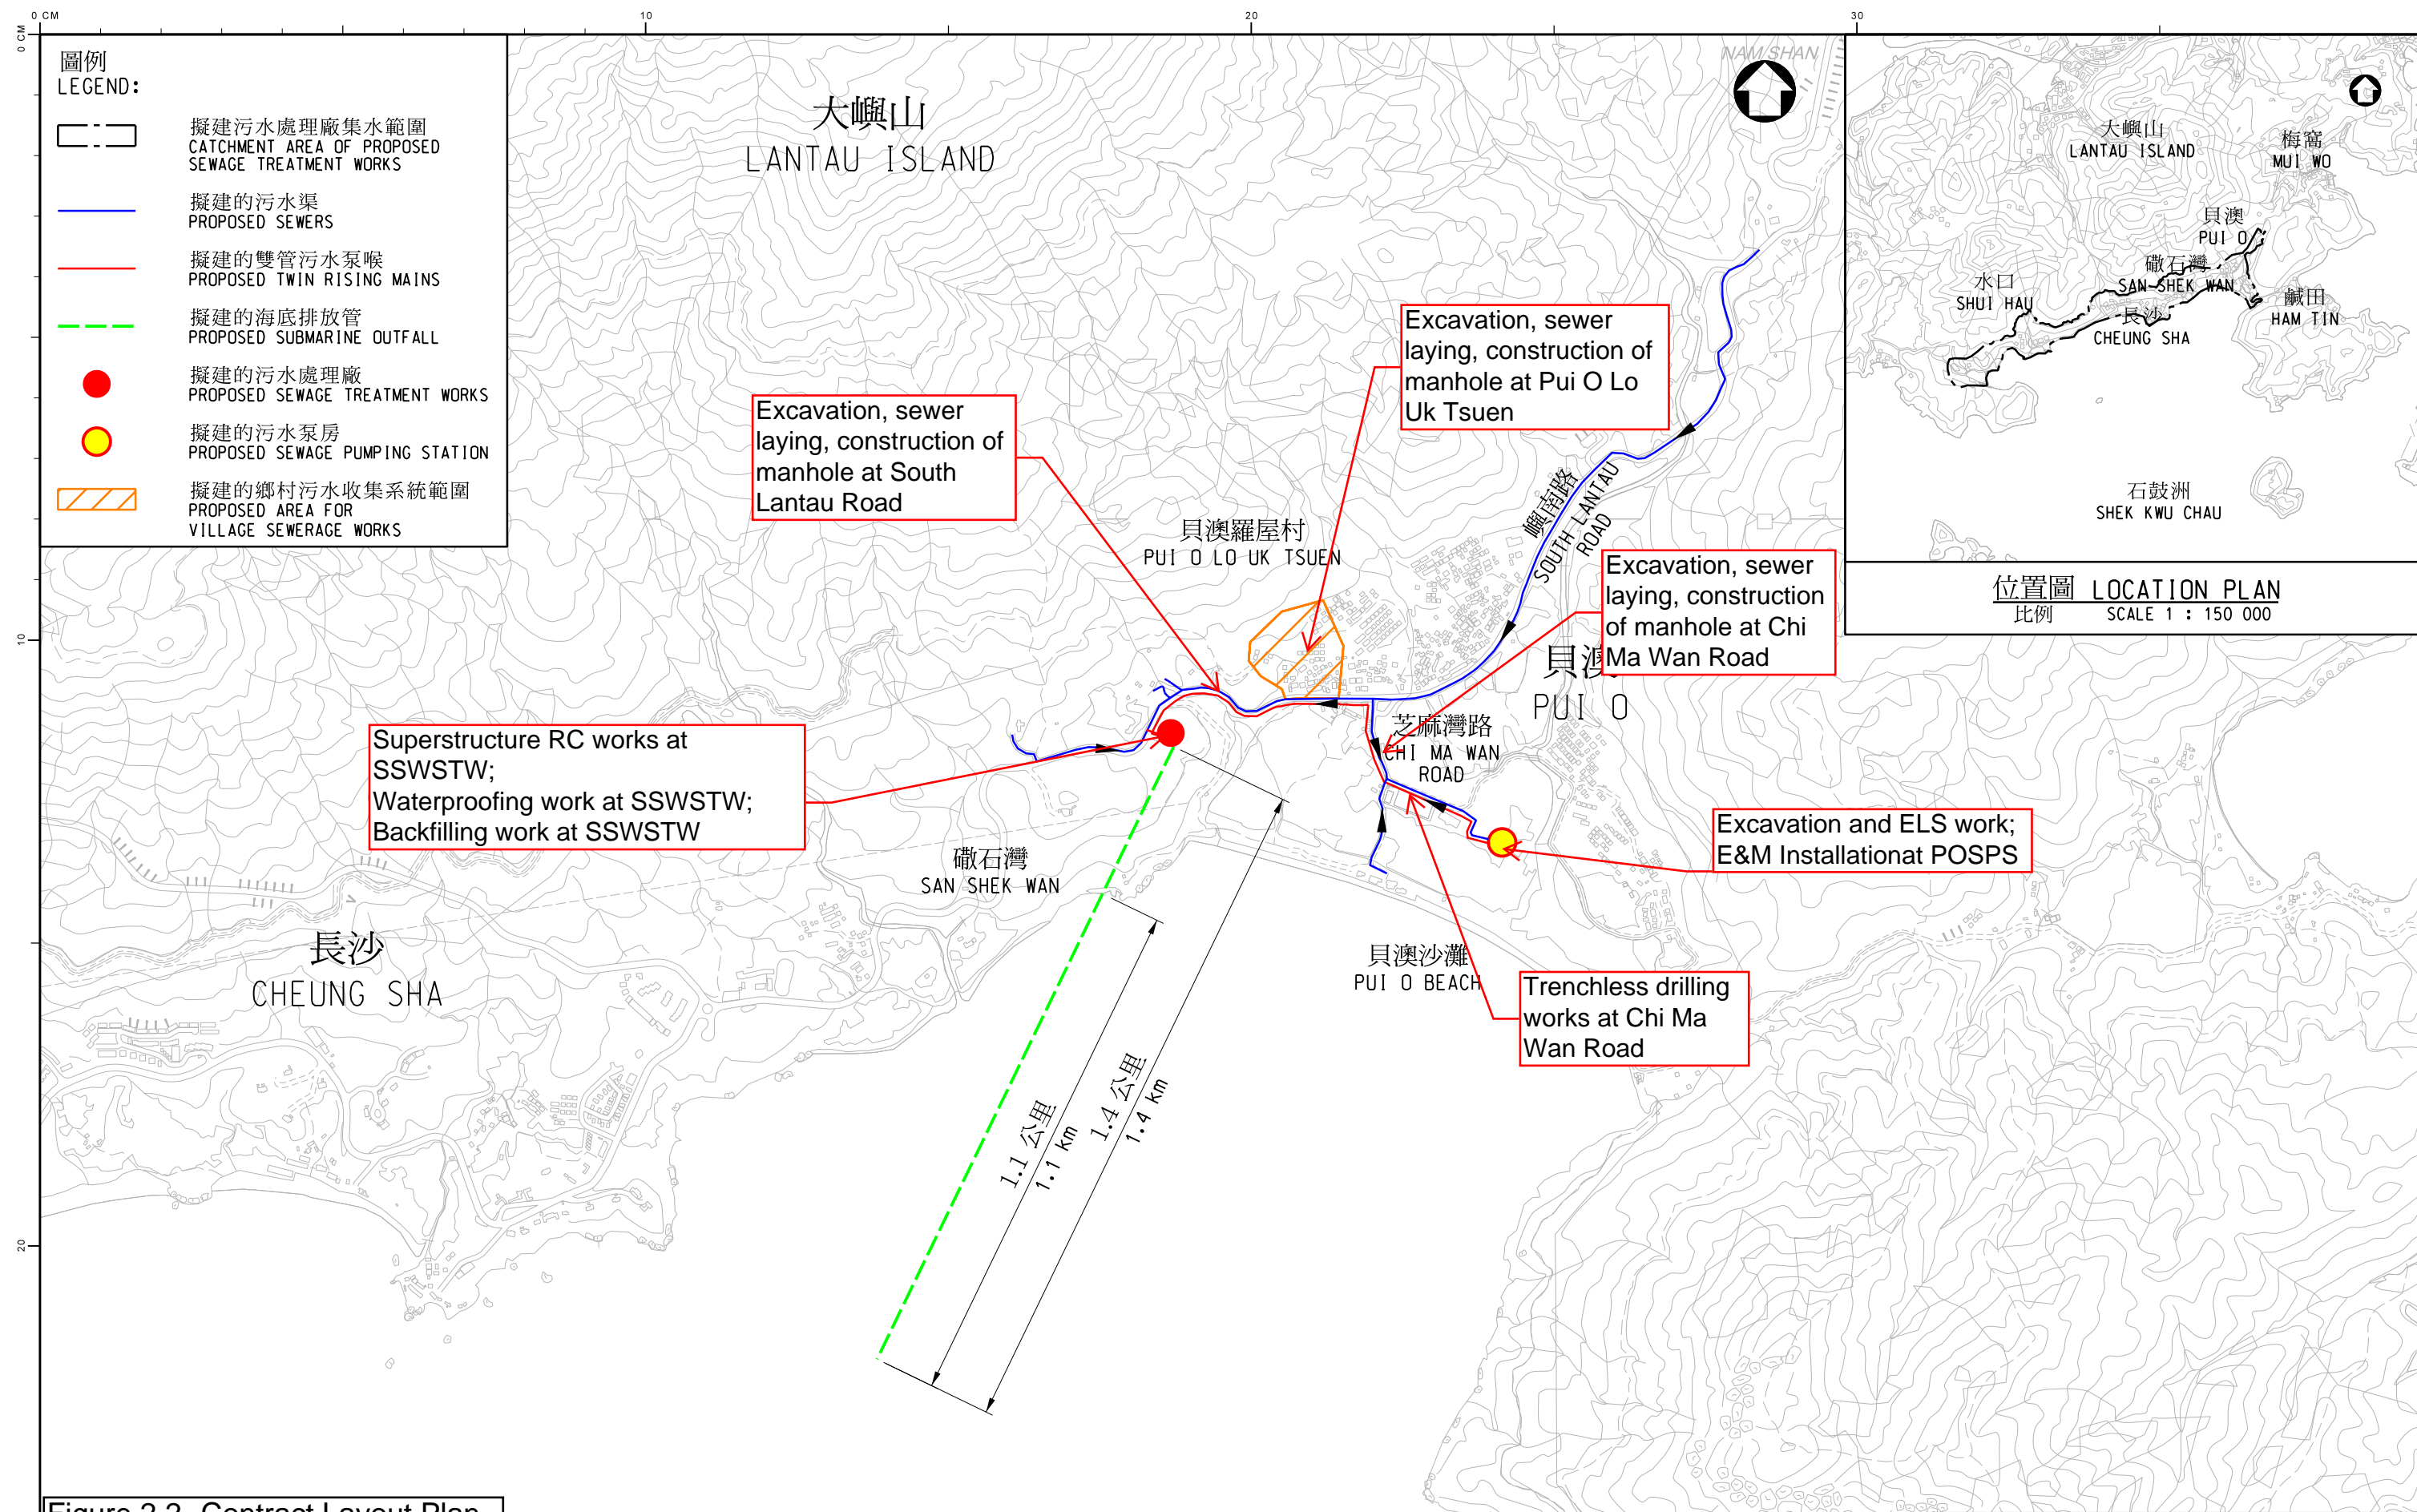 0 CM
10
20
30
0 CM
10
20
圖例
LEGEND:
擬建污水處理廠集水範圍
CATCHMENT AREA OF PROPOSED
SEWAGE TREATMENT WORKS
擬建的污水渠
PROPOSED SEWERS
擬建的雙管污水泵喉
PROPOSED TWIN RISING MAINS
擬建的海底排放管
PROPOSED SUBMARINE OUTFALL
擬建的污水處理廠
PROPOSED SEWAGE TREATMENT WORKS
擬建的污水泵房
PROPOSED SEWAGE PUMPING STATION
擬建的鄉村污水收集系統範圍
PROPOSED AREA FOR
VILLAGE SEWERAGE WORKS
大嶼山
LANTAU ISLAND
NAM SHAN
大嶼山
LANTAU ISLAND
梅窩
MUI WO
貝澳
PUI O
磡石灣
SAN SHEK WAN
水口
SHUI HAU
鹹田
HAM TIN
長沙
CHEUNG SHA
石鼓洲
SHEK KWU CHAU
位置圖 LOCATION PLAN
比例 SCALE 1 : 150 000
Excavation, sewer
laying, construction of
manhole at Pui O Lo
Uk Tsuen
Excavation, sewer
laying, construction of
manhole at South
Lantau Road
貝澳羅屋村
PUI O LO UK TSUEN
嶼南路
SOUTH LANTAU
ROAD
Excavation, sewer
laying, construction
of manhole at Chi
Ma Wan Road
貝澳
PUI O
芝麻灣路
CHI MA WAN
ROAD
Superstructure RC works at
SSWSTW;
Waterproofing work at SSWSTW;
Backfilling work at SSWSTW
Excavation and ELS work;
E&M Installationat POSPS
磡石灣
SAN SHEK WAN
長沙
CHEUNG SHA
貝澳沙灘
PUI O BEACH
Trenchless drilling
works at Chi Ma
Wan Road
1.1 公里
1.1 km
1.4 公里
1.4 km
Figure 2.2 Contract Layout Plan